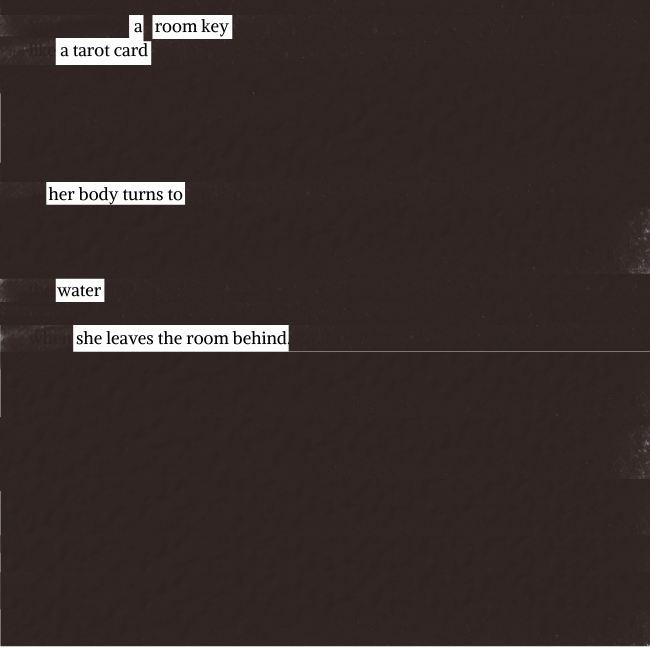 a room key
a tarot card
her body turns to
water
she leaves the room behind.